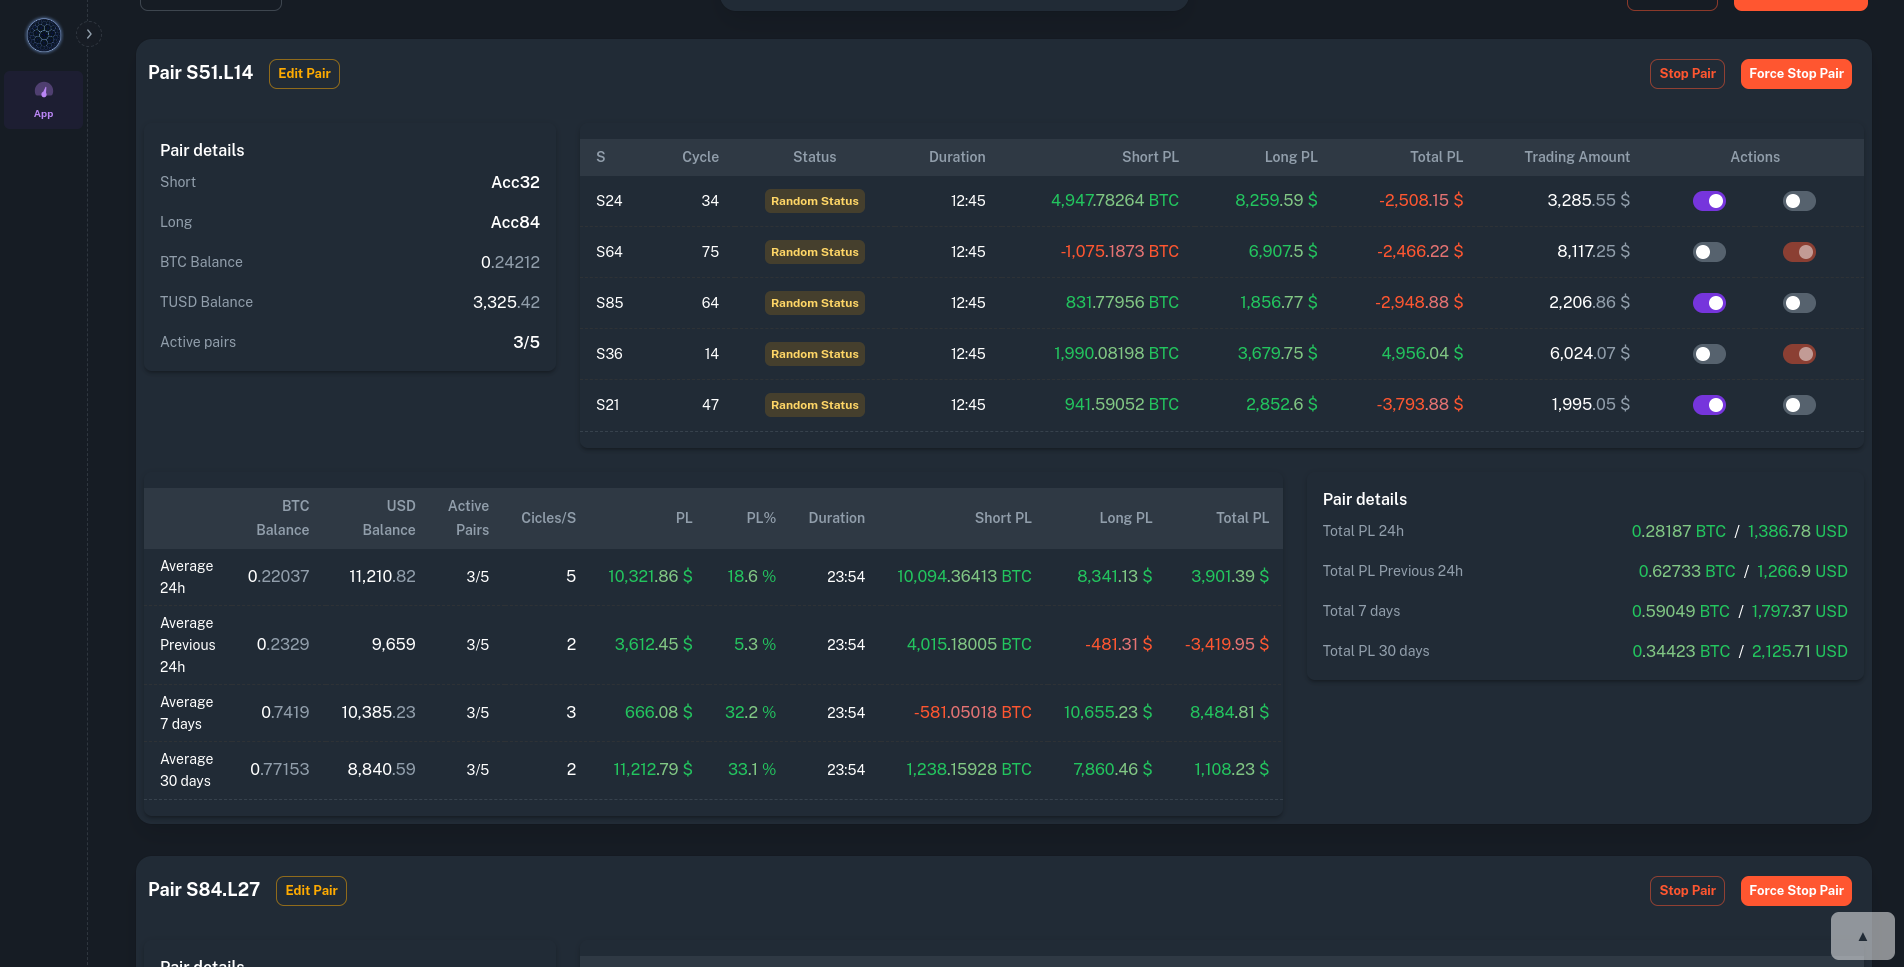 App
Pair S51.L14 Edit Pair Stop Pair Force Stop Pair
Pair details
Short Acc32
Long Acc84
BTC Balance 0.24212
TUSD Balance 3,325.42
Active pairs 3/5
S Cycle Status Duration Short PL Long PL Total PL Trading Amount Actions
S24 34 Random Status 12:45 4,947.78264 BTC 8,259.59 $ -2,508.15 $ 3,285.55 $
S64 75 Random Status 12:45 -1,075.1873 BTC 6,907.5 $ -2,466.22 $ 8,117.25 $
S85 64 Random Status 12:45 831.77956 BTC 1,856.77 $ -2,948.88 $ 2,206.86 $
S36 14 Random Status 12:45 1,990.08198 BTC 3,679.75 $ 4,956.04 $ 6,024.07 $
S21 47 Random Status 12:45 941.59052 BTC 2,852.6 $ -3,793.88 $ 1,995.05 $
BTC Balance USD Balance Active Pairs Cicles/S PL PL% Duration Short PL Long PL Total PL
Average 24h 0.22037 11,210.82 3/5 5 10,321.86 $ 18.6 % 23:54 10,094.36413 BTC 8,341.13 $ 3,901.39 $
Average Previous 24h 0.2329 9,659 3/5 2 3,612.45 $ 5.3 % 23:54 4,015.18005 BTC -481.31 $ -3,419.95 $
Average 7 days 0.7419 10,385.23 3/5 3 666.08 $ 32.2 % 23:54 -581.05018 BTC 10,655.23 $ 8,484.81 $
Average 30 days 0.77153 8,840.59 3/5 2 11,212.79 $ 33.1 % 23:54 1,238.15928 BTC 7,860.46 $ 1,108.23 $
Pair details
Total PL 24h 0.28187 BTC / 1,386.78 USD
Total PL Previous 24h 0.62733 BTC / 1,266.9 USD
Total 7 days 0.59049 BTC / 1,797.37 USD
Total PL 30 days 0.34423 BTC / 2,125.71 USD
Pair S84.L27 Edit Pair Stop Pair Force Stop Pair
Pair details